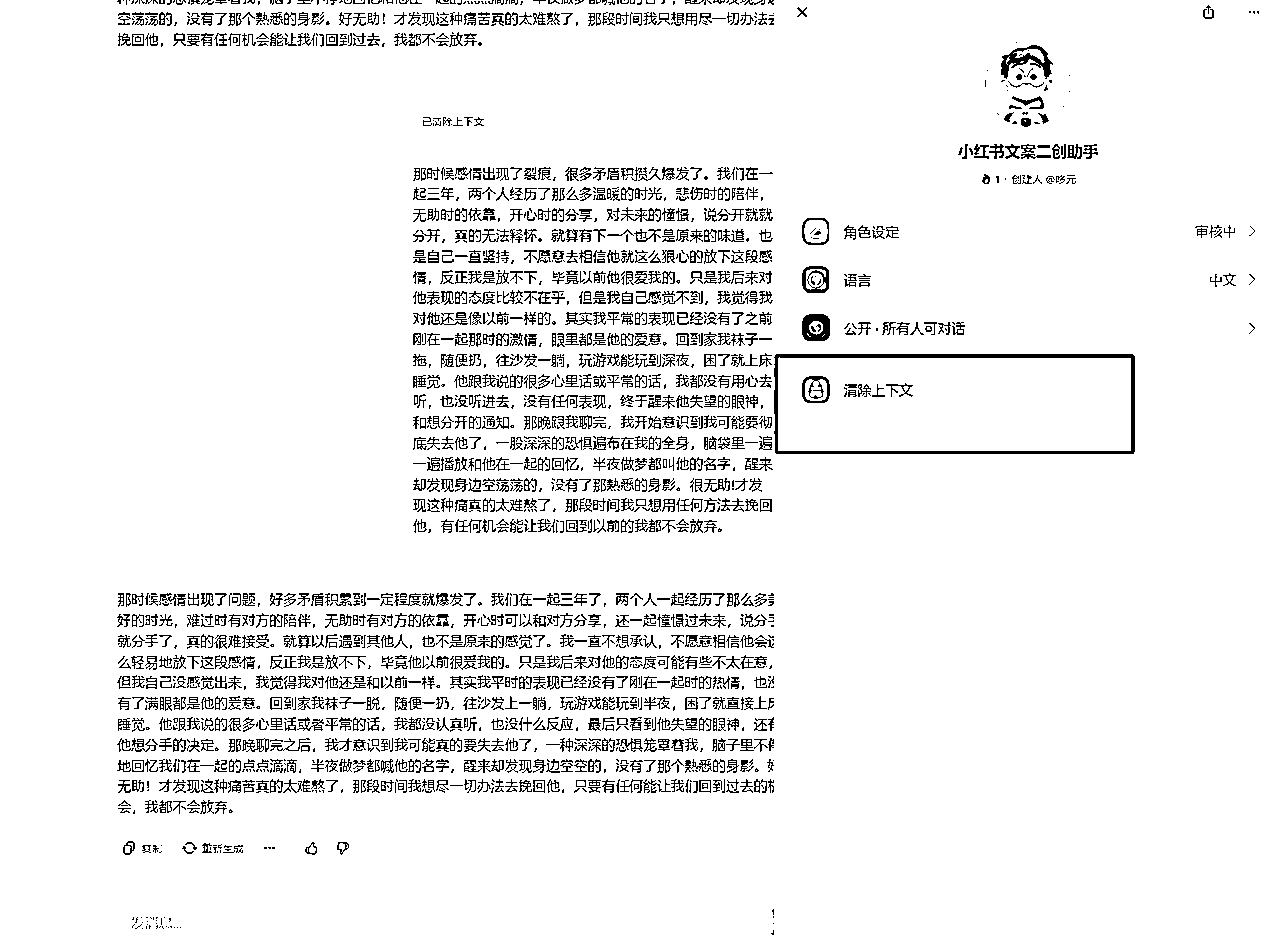 空荡荡的，没有了那个熟悉的身影。好无助！才发现这种痛苦真的太难熬了，那段时间我只想用尽一切办法去
挽回他，只要有任何机会能让我们回到过去，我都不会放弃。
已清除上下文
那时候感情出现了裂痕，很多矛盾积攒久爆发了。我们在一
起三年，两个人经历了那么多温暖的时光，悲伤时的陪伴，
无助时的依靠，开心时的分享，对未来的憧憬，说分开就就
分开，真的无法释怀。就算有下一个也不是原来的味道。也
是自己一直坚持，不愿意去相信他就这么狠心的放下这段感
情，反正我是放不下，毕竟以前他很爱我的。只是我后来对
他表现的态度比较不在乎，但是我自己感觉不到，我觉得我
对他还是像以前一样的。其实我平常的表现已经没有了之前
刚在一起那时的激情，眼里都是他的爱意。回到家我袜子一
拖，随便扔，往沙发一躺，玩游戏能玩到深夜，困了就上床
睡觉。他跟我说的很多心里话或平常的话，我都没有用心去
听，也没听进去，没有任何表现，终于醒来他失望的眼神，
和想分开的通知。那晚跟我聊完，我开始意识到我可能要彻
底失去他了，一股深深的恐惧遍布在我的全身，脑袋里一遍
一遍播放和他在一起的回忆，半夜做梦都叫他的名字，醒来
却发现身边空荡荡的，没有了那熟悉的身影。很无助!才发
现这种痛真的太难熬了，那段时间我只想用任何方法去挽回
他，有任何机会能让我们回到以前的我都不会放弃。
那时候感情出现了问题，好多矛盾积累到一定程度就爆发了。我们在一起三年了，两个人一起经历了那么多美
好的时光，难过时有对方的陪伴，无助时有对方的依靠，开心时可以和对方分享，还一起憧憬过未来，说分手
就分手了，真的很难接受。就算以后遇到其他人，也不是原来的感觉了。我一直不想承认，不愿意相信他会这
么轻易地放下这段感情，反正我是放不下，毕竟他以前很爱我的。只是我后来对他的态度可能有些不太在意，
但我自己没感觉出来，我觉得我对他还是和以前一样。其实我平时的表现已经没有了刚在一起时的热情，也没
有了满眼都是他的爱意。回到家我袜子一脱，随便一扔，往沙发上一躺，玩游戏能玩到半夜，困了就直接上床
睡觉。他跟我说的很多心里话或者平常的话，我都没认真听，也没什么反应，最后只看到他失望的眼神，还有
他想分手的决定。那晚聊完之后，我才意识到我可能真的要失去他了，一种深深的恐惧笼罩着我，脑子里不停
地回忆我们在一起的点点滴滴，半夜做梦都喊他的名字，醒来却发现身边空空的，没有了那个熟悉的身影。好
无助！才发现这种痛苦真的太难熬了，那段时间我想尽一切办法去挽回他，只要有任何能让我们回到过去的机
会，我都不会放弃。
复制 重新生成
发消息...
小红书文案二创助手
1 · 创建人 @哆元
角色设定 审核中
语言 中文
公开 · 所有人可对话
清除上下文